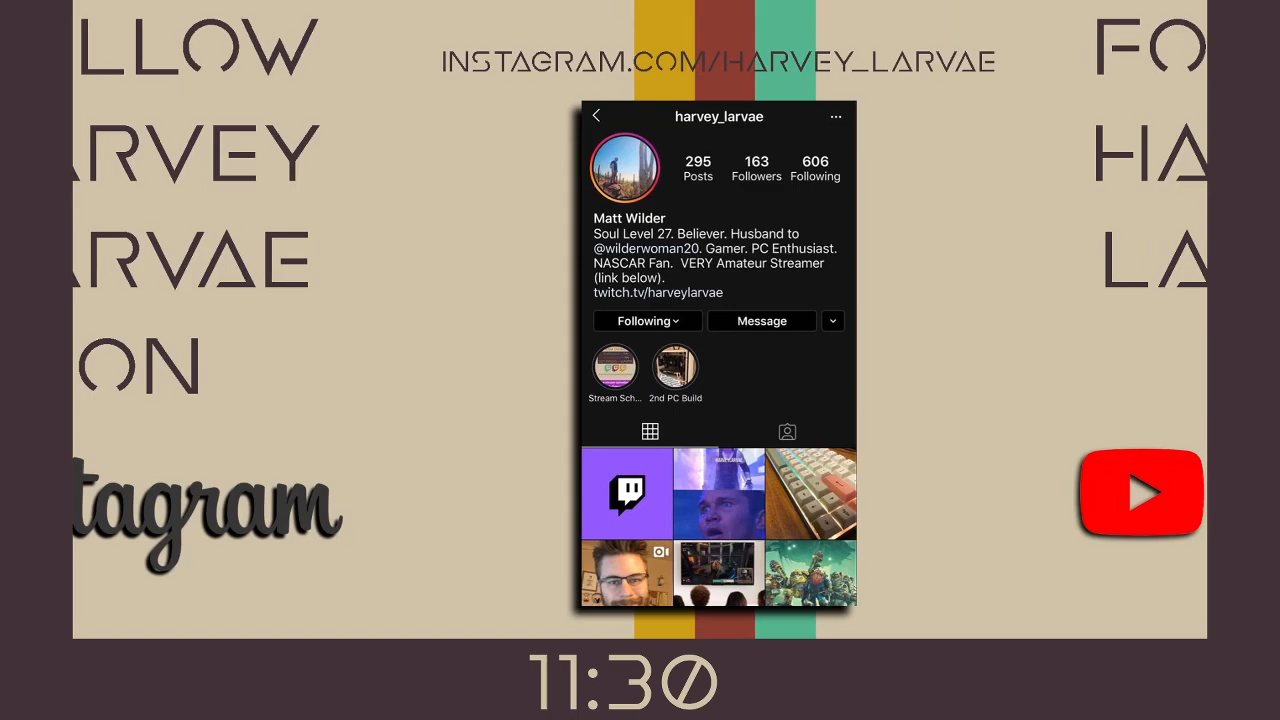 LLOW
ARVEY
ARVAE
ON
tagram
INSTAGRAM.COM/HARVEY_LARVAE
harvey_larvae
295
Posts
163
Followers
606
Following
Matt Wilder
Soul Level 27. Believer. Husband to
@wilderwoman20. Gamer. PC Enthusiast.
NASCAR Fan.  VERY Amateur Streamer
(link below).
twitch.tv/harveylarvae
Following
Message
Stream Sch...
2nd PC Build
HARVEYLARVAE
FO
HA
LA
11:30